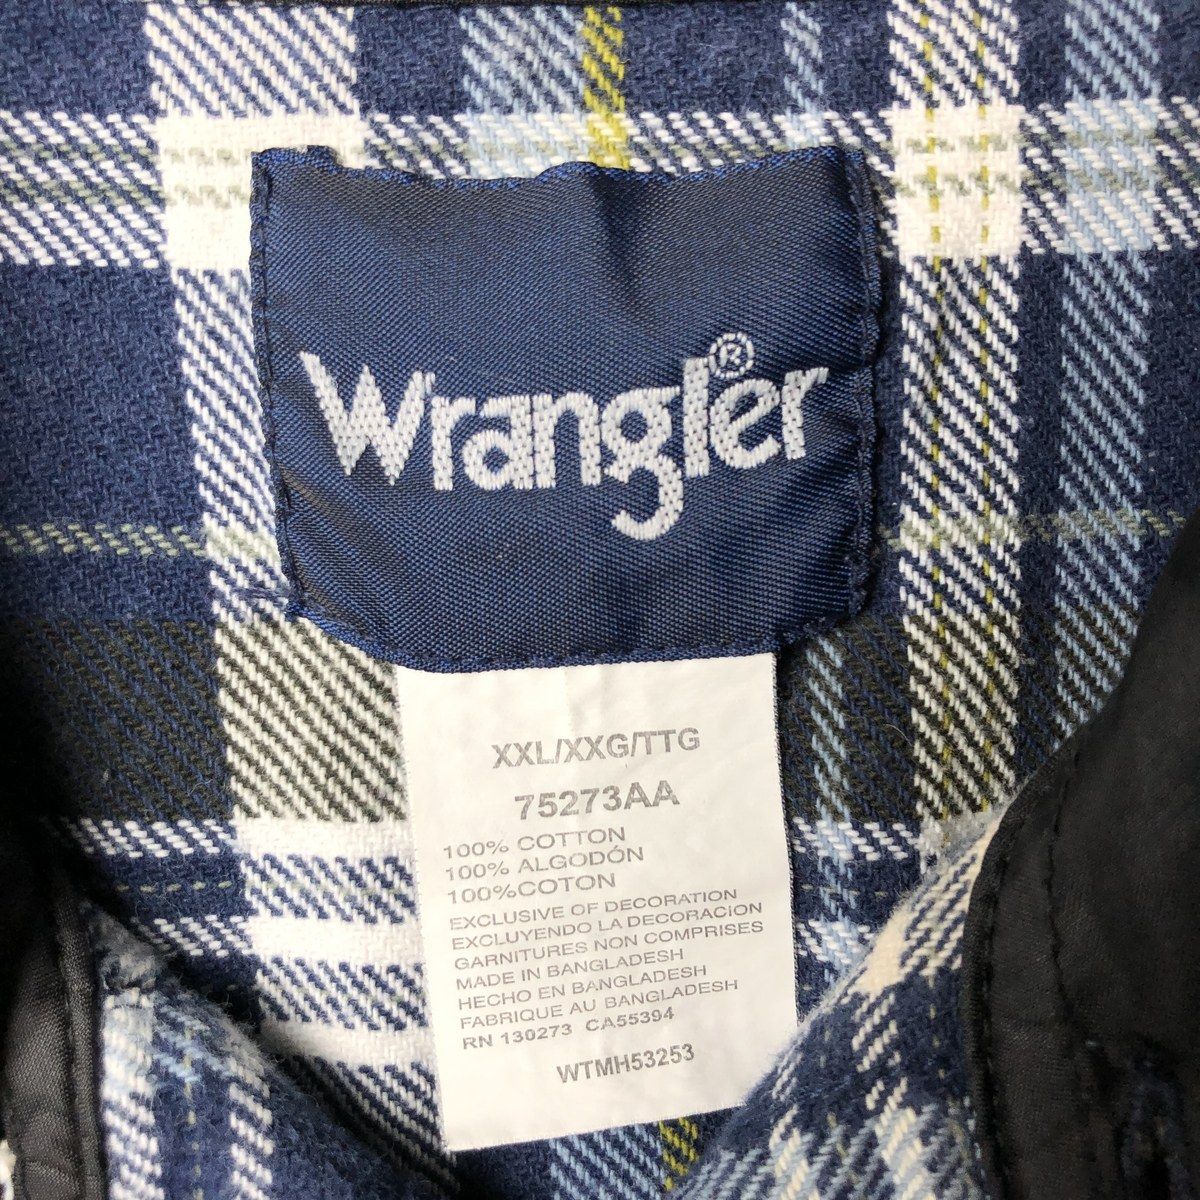 Wrangler®
XXL/XXG/TTG
75273AA
100% COTTON
100% ALGODÓN
100%COTON
EXCLUSIVE OF DECORATION
EXCLUYENDO LA DECORACIÓN
GARNITURES NON COMPRISES
MADE IN BANGLADESH
HECHO EN BANGLADESH
FABRIQUE AU BANGLADESH
RN 130273 CA55394
WTMH53253